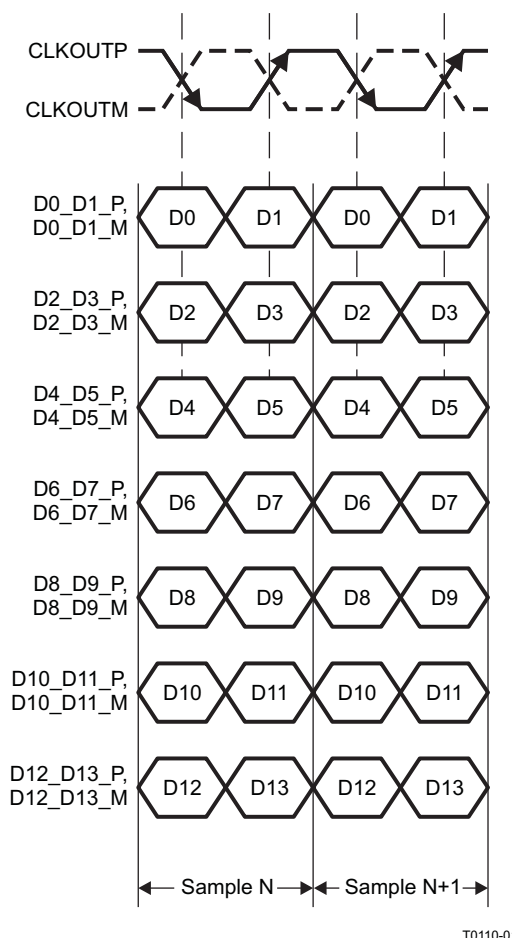 CLKOUTP
CLKOUTM
D0_D1_P,
D0_D1_M
D0 D1 D0 D1
D2_D3_P,
D2_D3_M
D2 D3 D2 D3
D4_D5_P,
D4_D5_M
D4 D5 D4 D5
D6_D7_P,
D6_D7_M
D6 D7 D6 D7
D8_D9_P,
D8_D9_M
D8 D9 D8 D9
D10_D11_P,
D10_D11_M
D10 D11 D10 D11
D12_D13_P,
D12_D13_M
D12 D13 D12 D13
Sample N Sample N+1
T0110-0